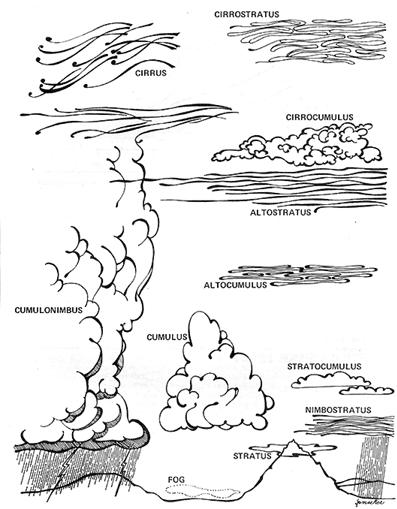 CIRROSTRATUS
CIRRUS
CIRROCUMULUS
ALTOSTRATUS
ALTOCUMULUS
CUMULONIMBUS
CUMULUS
STRATOCUMULUS
NIMBOSTRATUS
STRATUS
FOG